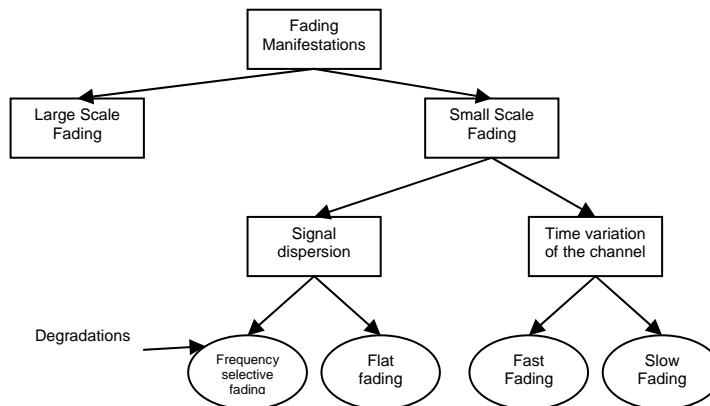 Fading
Manifestations
Large Scale
Fading
Small Scale
Fading
Signal
dispersion
Time variation
of the channel
Degradations
Frequency
selective
fading
Flat
fading
Fast
Fading
Slow
Fading